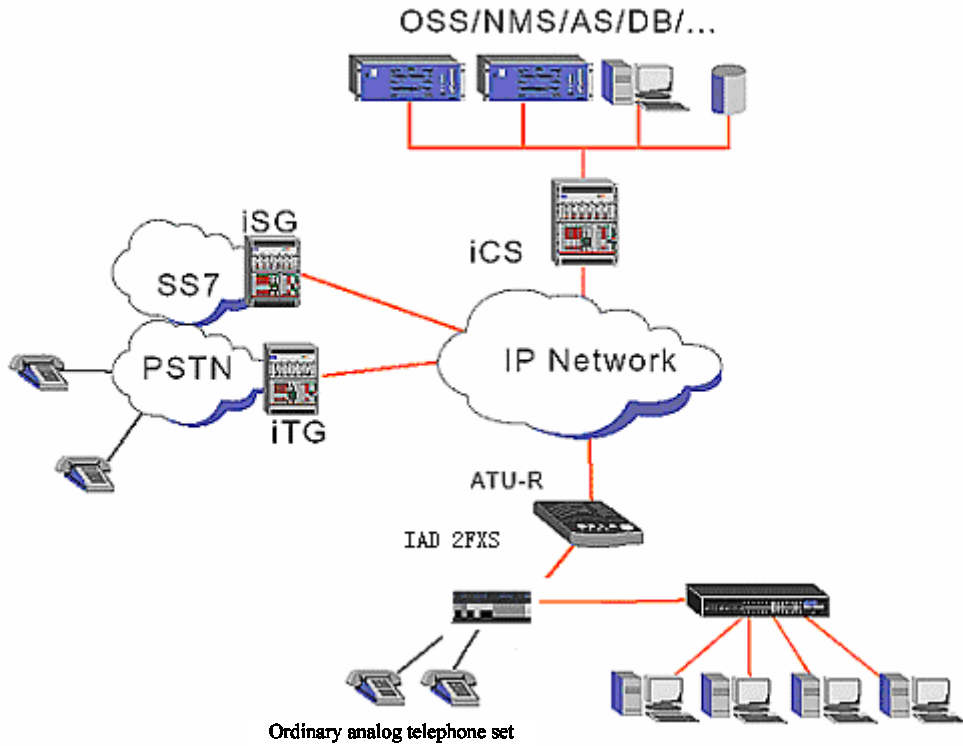 OSS/NMS/AS/DB/...
iSG
iCS
SS7
PSTN
IP Network
iTG
ATU-R
IAD 2FXS
Ordinary analog telephone set